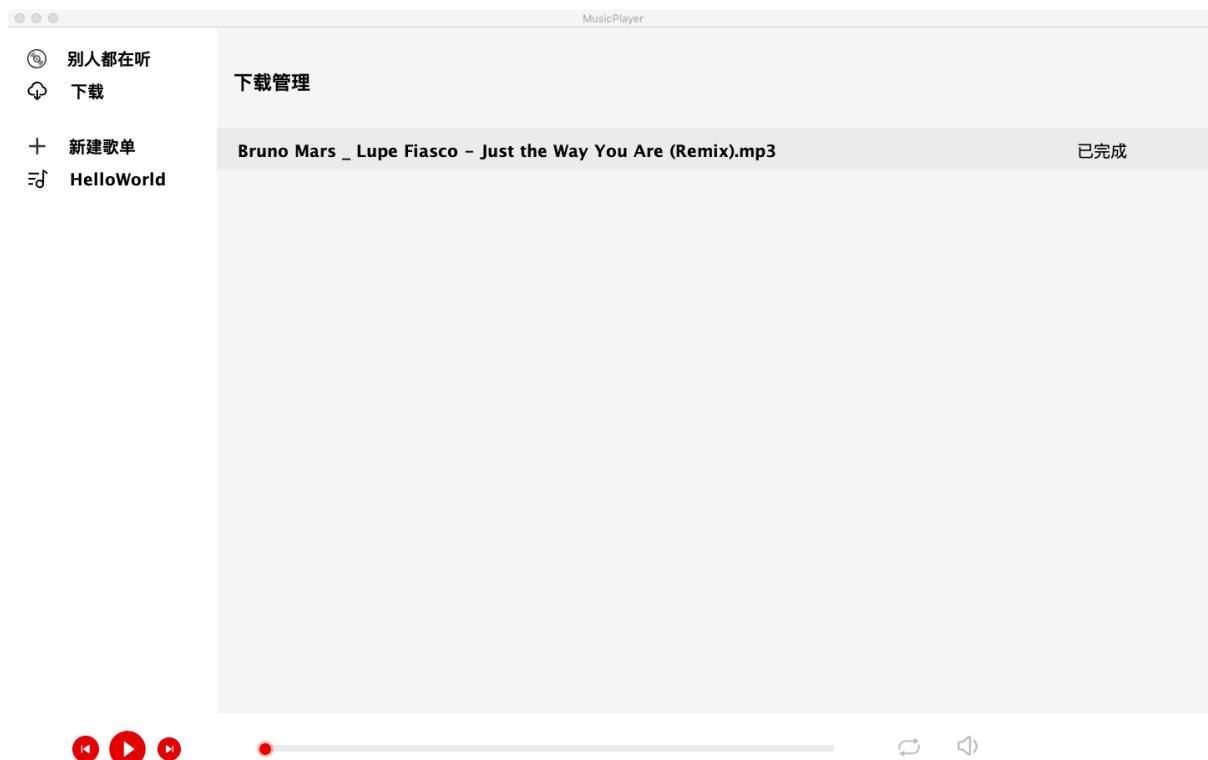 MusicPlayer
别人都在听
下载
新建歌单
HelloWorld
下载管理
Bruno Mars _ Lupe Fiasco – Just the Way You Are (Remix).mp3 已完成